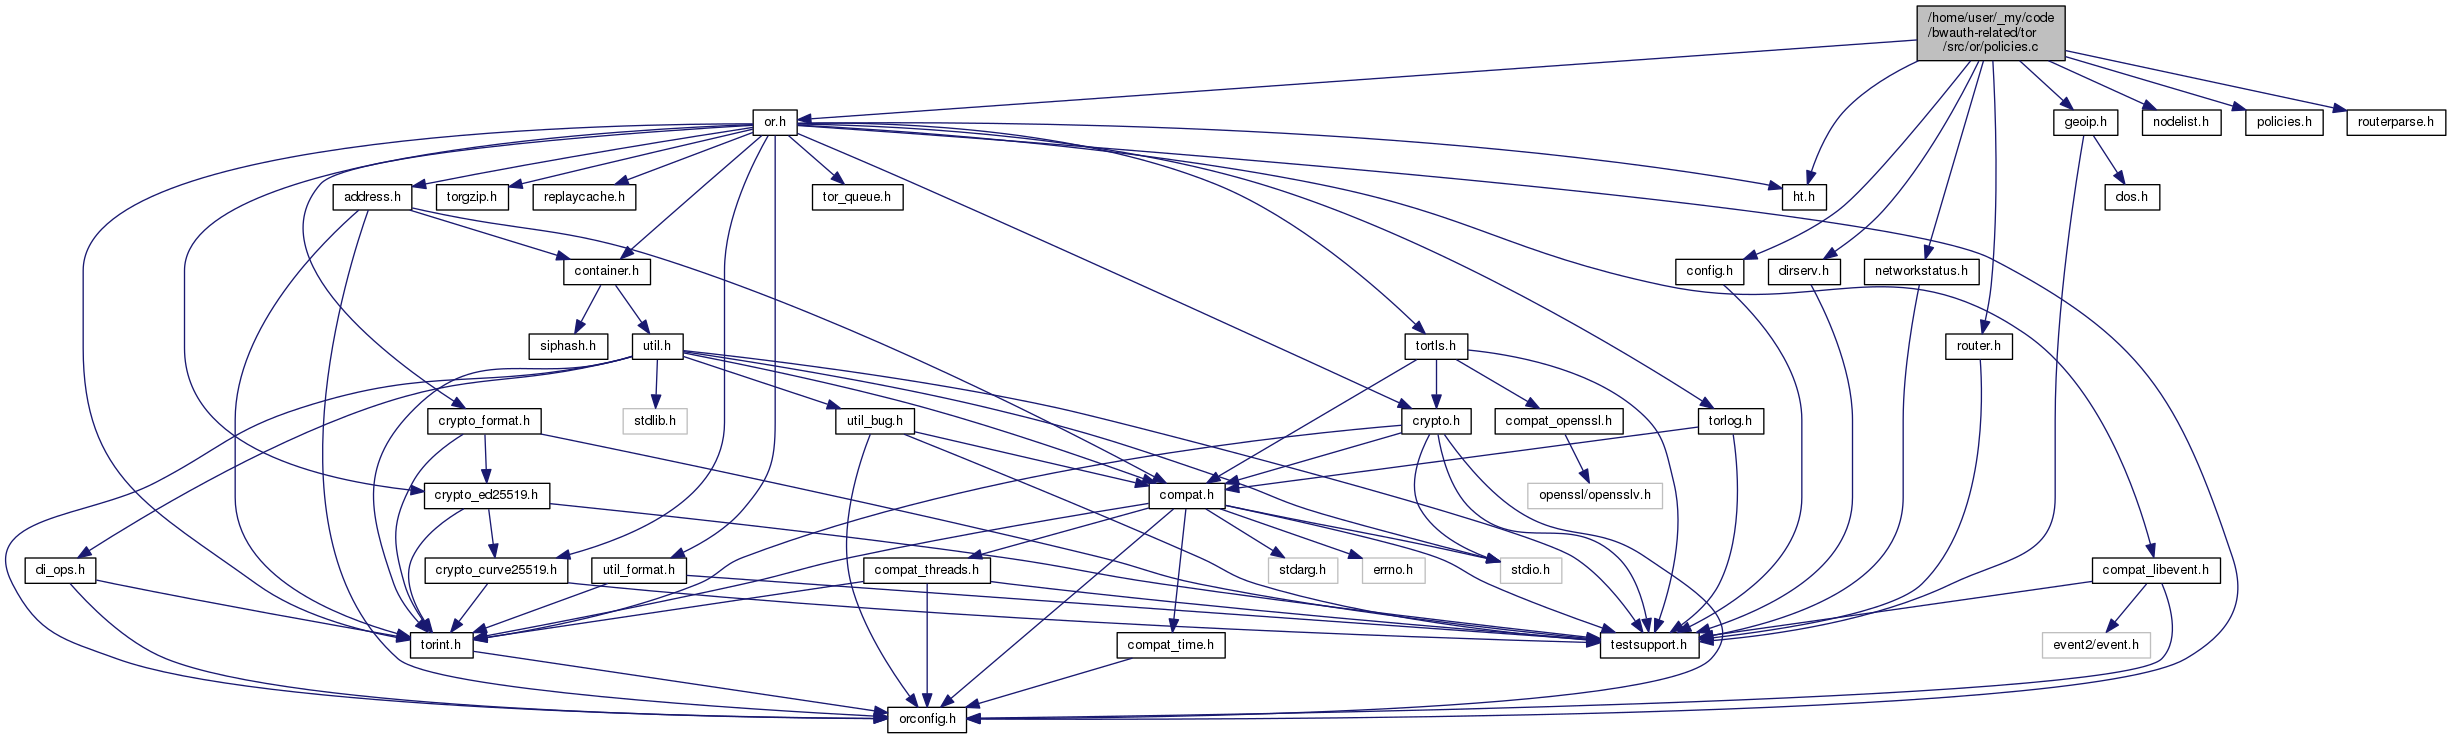 /home/user/_my/code
/bwauth-related/tor
/src/or/policies.c
or.h
geoip.h
nodelist.h
policies.h
routerparse.h
address.h
torgzip.h
replaycache.h
tor_queue.h
ht.h
dos.h
container.h
config.h
dirserv.h
networkstatus.h
siphash.h
util.h
tortls.h
router.h
crypto_format.h
stdlib.h
util_bug.h
crypto.h
compat_openssl.h
torlog.h
crypto_ed25519.h
compat.h
openssl/opensslv.h
di_ops.h
crypto_curve25519.h
util_format.h
compat_threads.h
stdarg.h
errno.h
stdio.h
compat_libevent.h
torint.h
compat_time.h
testsupport.h
event2/event.h
orconfig.h